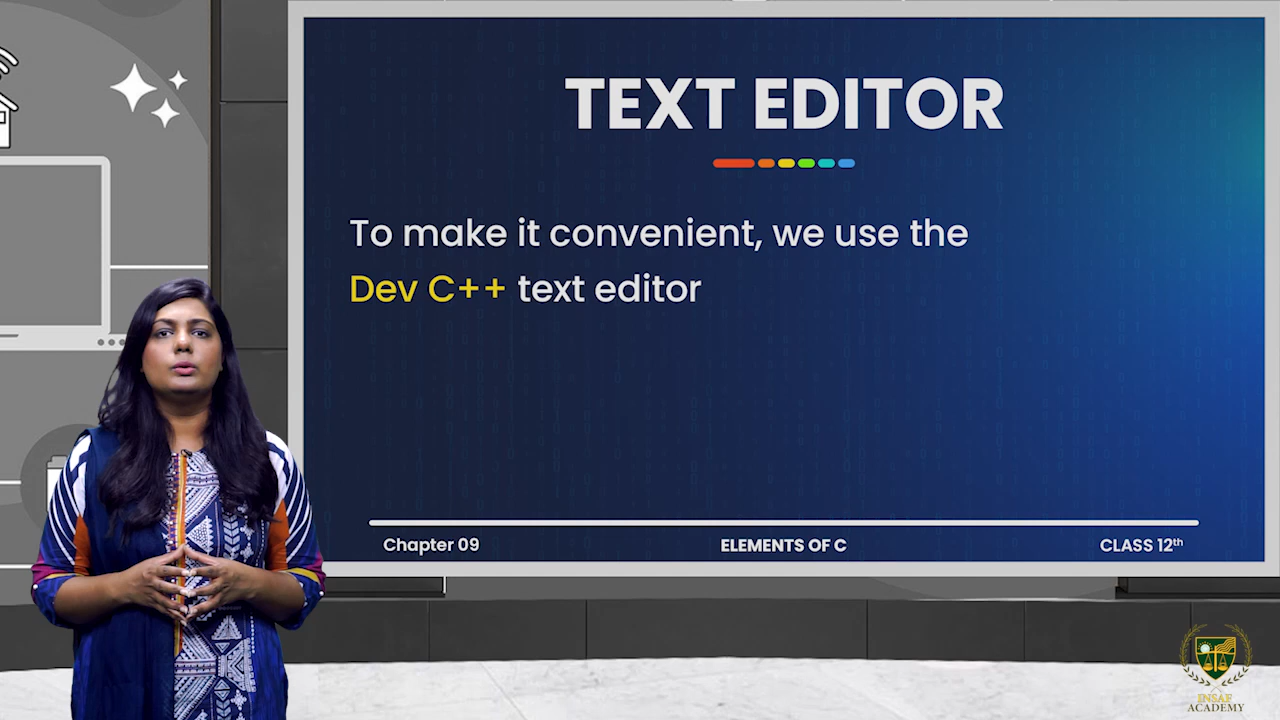 TEXT EDITOR
To make it convenient, we use the
Dev C++ text editor
Chapter 09
ELEMENTS OF C
CLASS 12th
INSAF
ACADEMY